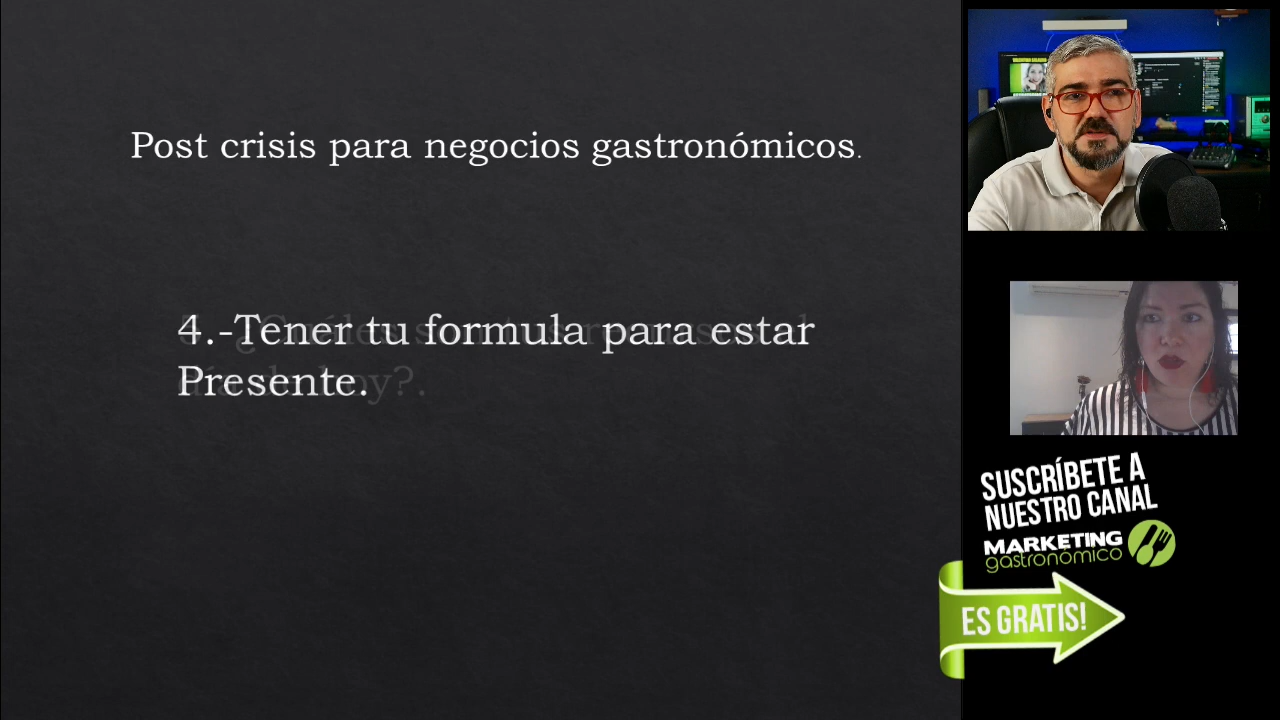 Post crisis para negocios gastronómicos.
4.-Tener tu formula para estar
Presente.
SUSCRÍBETE A
NUESTRO CANAL
MARKETING
gastronómico
ES GRATIS!